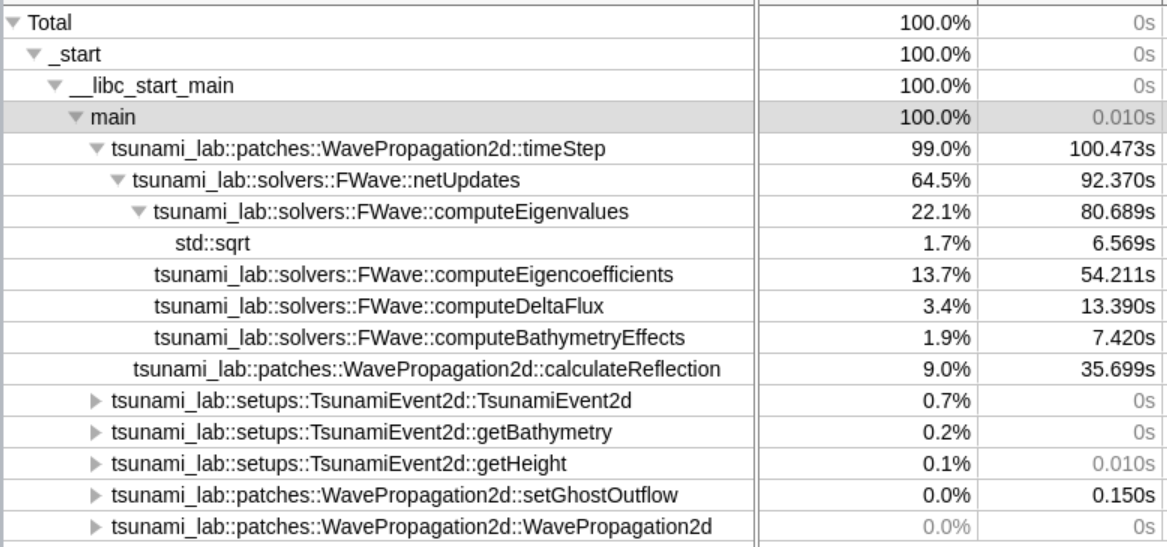 Total 100.0% 0s
_start 100.0% 0s
__libc_start_main 100.0% 0s
main 100.0% 0.010s
tsunami_lab::patches::WavePropagation2d::timeStep 99.0% 100.473s
tsunami_lab::solvers::FWave::netUpdates 64.5% 92.370s
tsunami_lab::solvers::FWave::computeEigenvalues 22.1% 80.689s
std::sqrt 1.7% 6.569s
tsunami_lab::solvers::FWave::computeEigencoefficients 13.7% 54.211s
tsunami_lab::solvers::FWave::computeDeltaFlux 3.4% 13.390s
tsunami_lab::solvers::FWave::computeBathymetryEffects 1.9% 7.420s
tsunami_lab::patches::WavePropagation2d::calculateReflection 9.0% 35.699s
tsunami_lab::setups::TsunamiEvent2d::TsunamiEvent2d 0.7% 0s
tsunami_lab::setups::TsunamiEvent2d::getBathymetry 0.2% 0s
tsunami_lab::setups::TsunamiEvent2d::getHeight 0.1% 0.010s
tsunami_lab::patches::WavePropagation2d::setGhostOutflow 0.0% 0.150s
tsunami_lab::patches::WavePropagation2d::WavePropagation2d 0.0% 0s